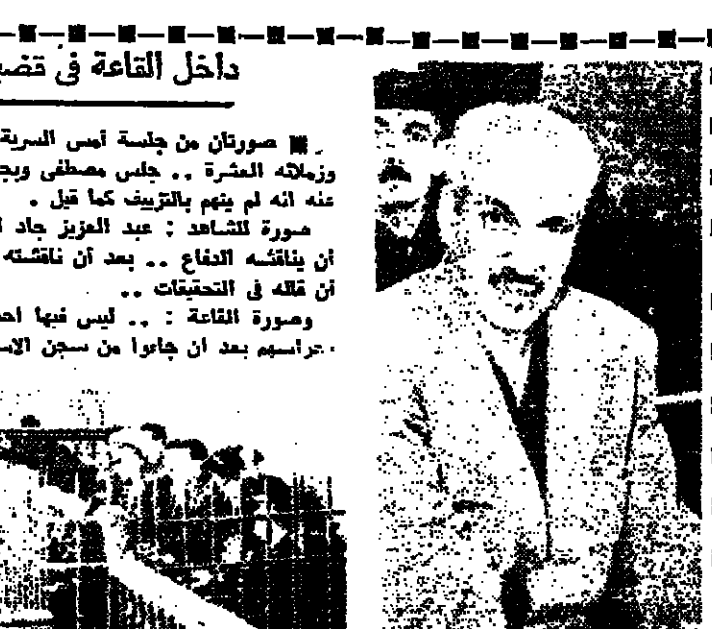 داخل القاعة فى قضي
صورتان من جلسة أمس السرية
وزملائه العشرة .. جلس مصطفى وبج
عنه انه لم يتهم بالتزييف كما قيل .
صورة للشاهد : عبد العزيز جاد ا
أن يناقشه الدفاع .. بعد أن ناقشته
أن قاله فى التحقيقات ..
وصورة القاعة : .. ليس فيها احد
حراسهم بعد ان جاءوا من سجن الاس